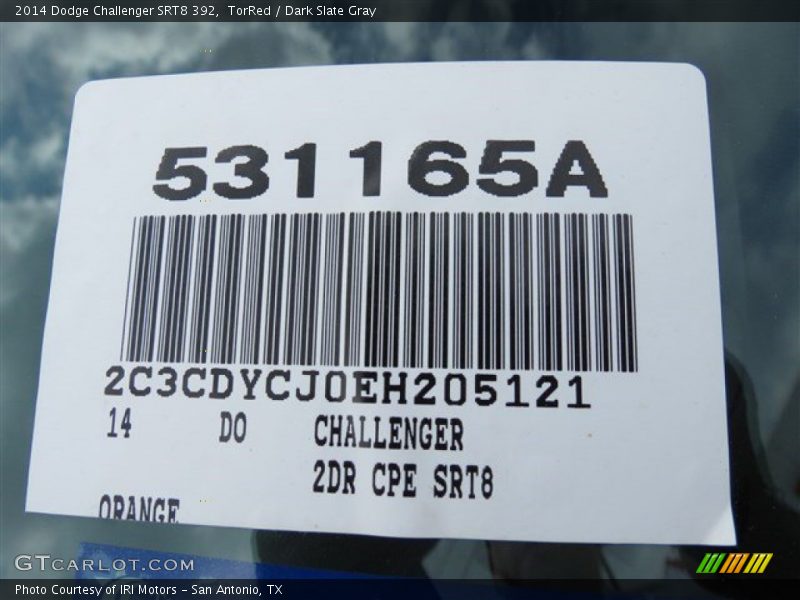 2014 Dodge Challenger SRT8 392,  TorRed / Dark Slate Gray
531165A
2C3CDYCJ0EH205121
14 DO CHALLENGER
2DR CPE SRT8
ORANGE
GTCARLOT.COM
Photo Courtesy of IRI Motors - San Antonio, TX